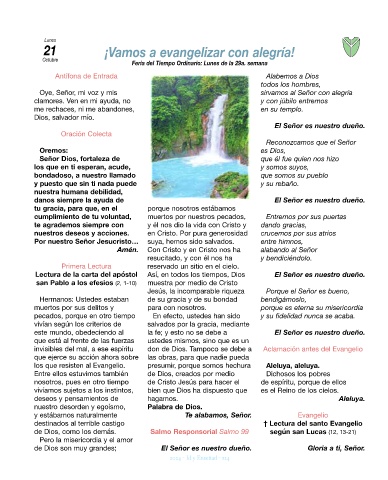 Lunes
21
Octubre
¡Vamos a evangelizar con alegría!
Feria del Tiempo Ordinario: Lunes de la 29a. semana
Antífona de Entrada
Oye, Señor, mi voz y mis
clamores. Ven en mi ayuda, no
me rechaces, ni me abandones,
Dios, salvador mío.
Oración Colecta
Oremos:
Señor Dios, fortaleza de
los que en ti esperan, acude,
bondadoso, a nuestro llamado
y puesto que sin ti nada puede
nuestra humana debilidad,
danos siempre la ayuda de
tu gracia, para que, en el
cumplimiento de tu voluntad,
te agrademos siempre con
nuestros deseos y acciones.
Por nuestro Señor Jesucristo...
Amén.
Primera Lectura
Lectura de la carta del apóstol
san Pablo a los efesios (2, 1-10)
Hermanos: Ustedes estaban
muertos por sus delitos y
pecados, porque en otro tiempo
vivían según los criterios de
este mundo, obedeciendo al
que está al frente de las fuerzas
invisibles del mal, a ese espíritu
que ejerce su acción ahora sobre
los que resisten al Evangelio.
Entre ellos estuvimos también
nosotros, pues en otro tiempo
vivíamos sujetos a los instintos,
deseos y pensamientos de
nuestro desorden y egoísmo,
y estábamos naturalmente
destinados al terrible castigo
de Dios, como los demás.
Pero la misericordia y el amor
de Dios son muy grandes;
porque nosotros estábamos
muertos por nuestros pecados,
y él nos dio la vida con Cristo y
en Cristo. Por pura generosidad
suya, hemos sido salvados.
Con Cristo y en Cristo nos ha
resucitado, y con él nos ha
reservado un sitio en el cielo.
Así, en todos los tiempos, Dios
muestra por medio de Cristo
Jesús, la incomparable riqueza
de su gracia y de su bondad
para con nosotros.
En efecto, ustedes han sido
salvados por la gracia, mediante
la fe; y esto no se debe a
ustedes mismos, sino que es un
don de Dios. Tampoco se debe a
las obras, para que nadie pueda
presumir, porque somos hechura
de Dios, creados por medio
de Cristo Jesús para hacer el
bien que Dios ha dispuesto que
hagamos.
Palabra de Dios.
Te alabamos, Señor.
Salmo Responsorial Salmo 99
El Señor es nuestro dueño.
Alabemos a Dios
todos los hombres,
sirvamos al Señor con alegría
y con júbilo entremos
en su templo.
El Señor es nuestro dueño.
Reconozcamos que el Señor
es Dios,
que él fue quien nos hizo
y somos suyos,
que somos su pueblo
y su rebaño.
El Señor es nuestro dueño.
Entremos por sus puertas
dando gracias,
crucemos por sus atrios
entre himnos,
alabando al Señor
y bendiciéndolo.
El Señor es nuestro dueño.
Porque el Señor es bueno,
bendigámoslo,
porque es eterna su misericordia
y su fidelidad nunca se acaba.
El Señor es nuestro dueño.
Aclamación antes del Evangelio
Aleluya, aleluya.
Dichosos los pobres
de espíritu, porque de ellos
es el Reino de los cielos.
Aleluya.
Evangelio
† Lectura del santo Evangelio
según san Lucas (12, 13-21)
Gloria a ti, Señor.